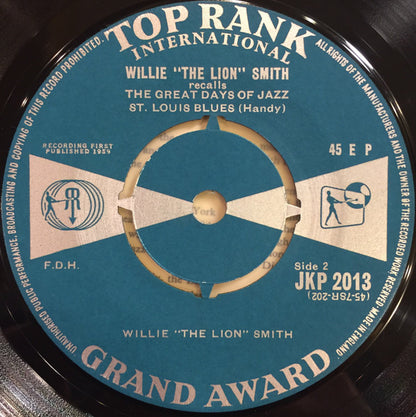 TOP RANK
INTERNATIONAL
WILLIE "THE LION" SMITH
recalls
THE GREAT DAYS OF JAZZ
ST. LOUIS BLUES (Handy)
RECORDING FIRST
PUBLISHED 1959
45 E P
York
F.D.H.
Side 2
JKP 2013
(45-7SR-202)
WILLIE "THE LION" SMITH
GRAND AWARD
ALL RIGHTS OF THE MANUFACTURERS AND THE OWNER OF THE RECORDED WORK RESERVED MADE IN ENGLAND
UNAUTHORISED PUBLIC PERFORMANCE, BROADCASTING AND COPYING OF THIS RECORD PROHIBITED.